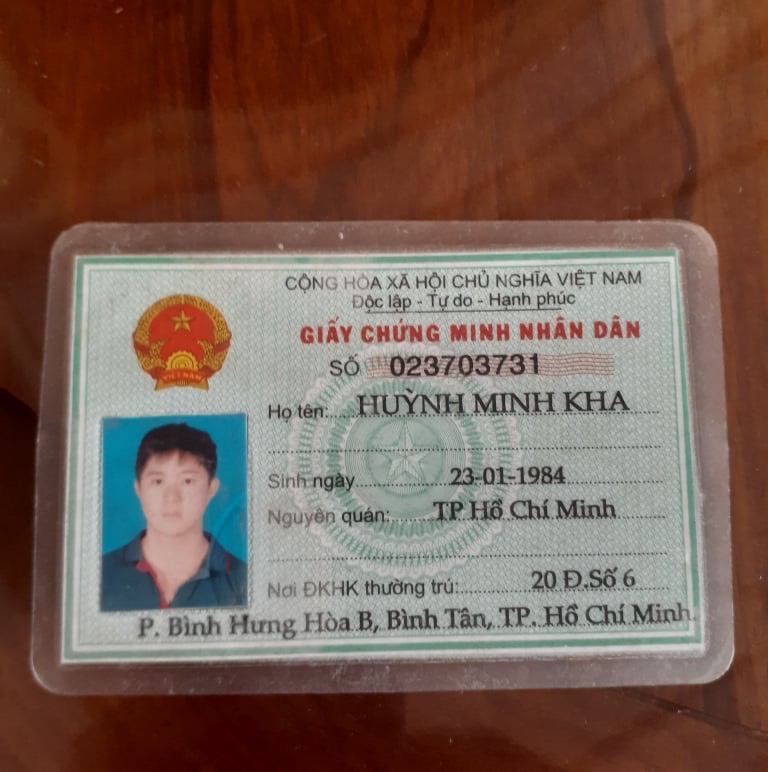 CỘNG HÒA XÃ HỘI CHỦ NGHĨA VIỆT NAM
Độc lập - Tự do - Hạnh phúc
GIẤY CHỨNG MINH NHÂN DÂN
SỐ 023703731
Họ tên: HUỲNH MINH KHA
Sinh ngày 23-01-1984
Nguyên quán: TP Hồ Chí Minh
Nơi ĐKHK thường trú: 20 Đ.Số 6
P. Bình Hưng Hòa B, Bình Tân, TP. Hồ Chí Minh.
VIỆT NAM